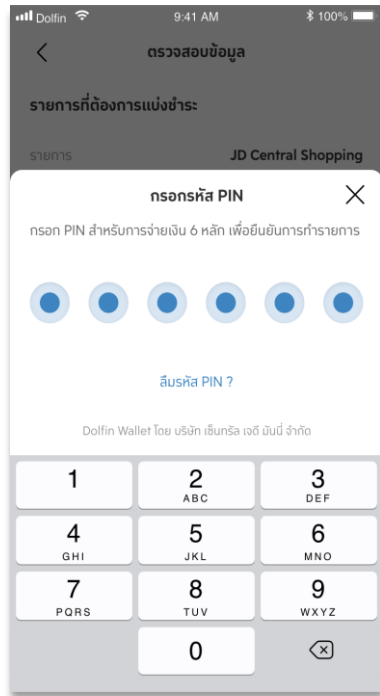 Dolfin 9:41 AM 100%
ตรวจสอบข้อมูล
รายการที่ต้องการแบ่งชำระ
รายการ JD Central Shopping
กรอกรหัส PIN
กรอก PIN สำหรับการจ่ายเงิน 6 หลัก เพื่อยืนยันการทำรายการ
ลืมรหัส PIN ?
Dolfin Wallet โดย บริษัท เซ็นทรัล เจดี มันนี่ จำกัด
1 2 3
ABC DEF
4 5 6
GHI JKL MNO
7 8 9
PQRS TUV WXYZ
0